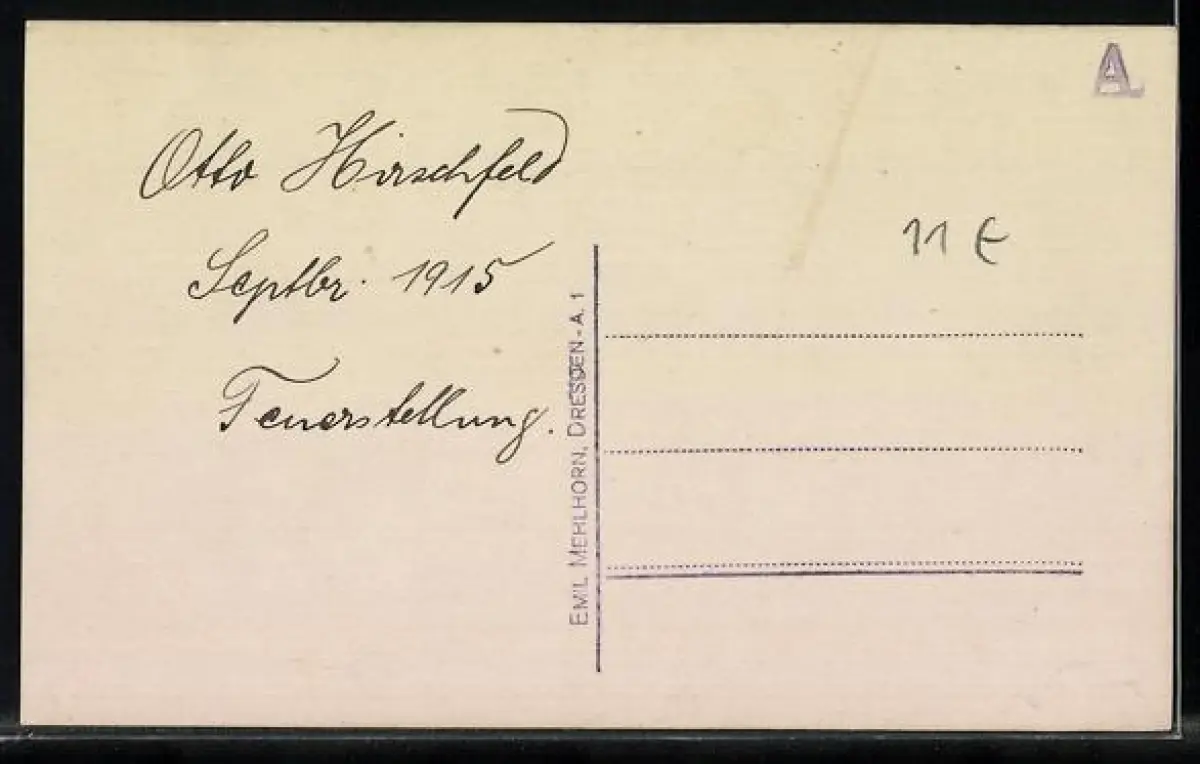 Otto Hirschfeld
Septbr. 1915
Feuerstellung.
EMIL MEHLHORN, DRESDEN-A. 1
A
11 €